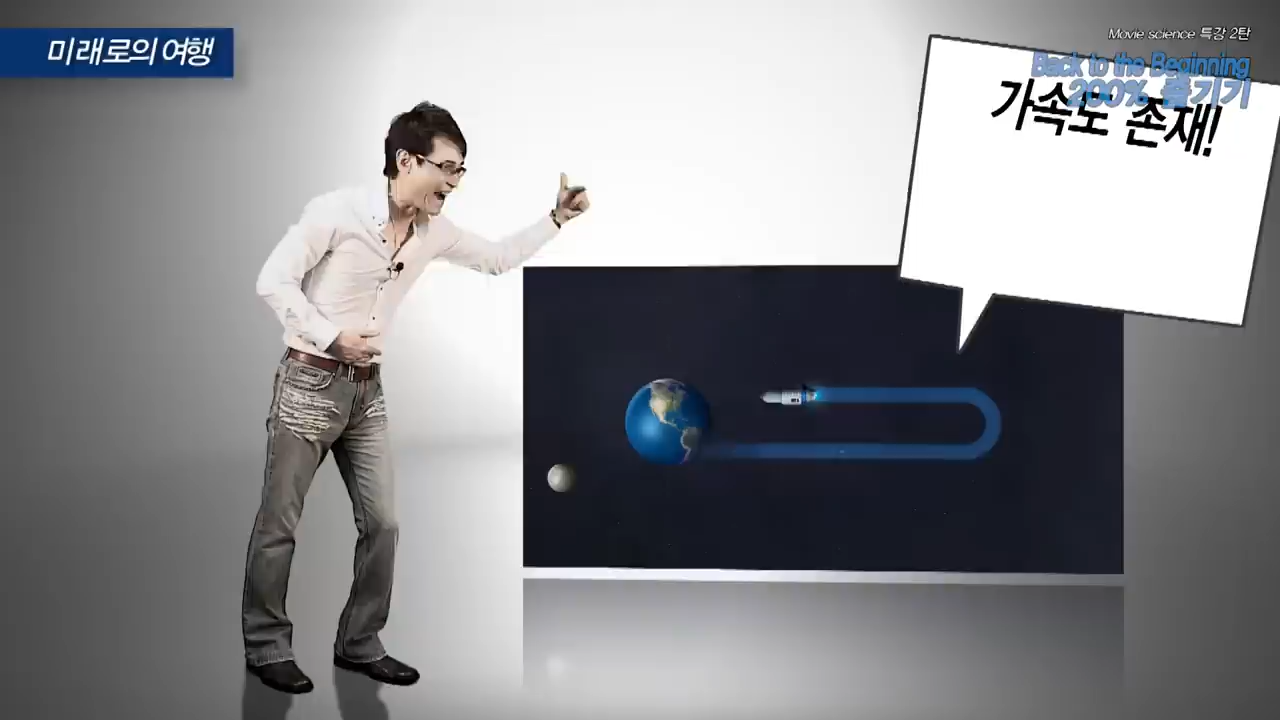 미래로의 여행
Movie science 특강 2탄
Back to the Beginning
200% 즐기기
가속도 존재!